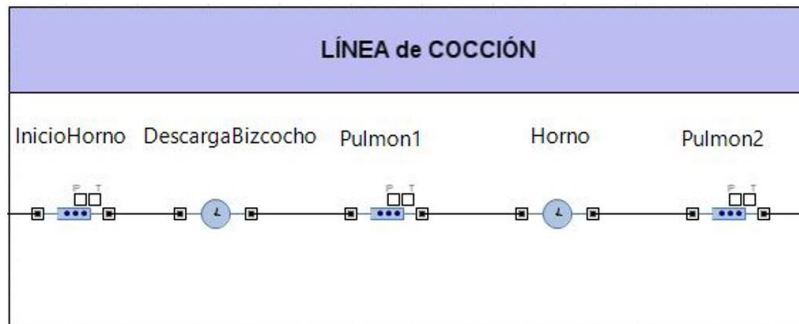 LÍNEA de COCCIÓN
InicioHorno DescargaBizcocho Pulmon1 Horno Pulmon2
P T P T P T